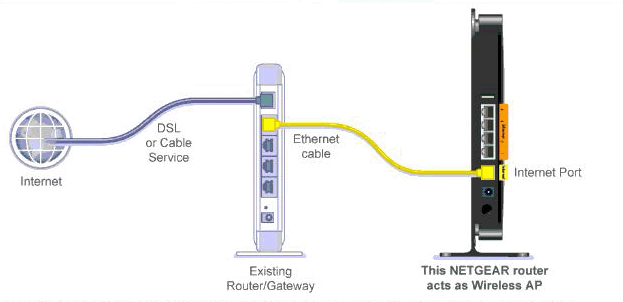 DSL
or Cable
Service
Ethernet
cable
Internet
Internet Port
Existing
Router/Gateway
This NETGEAR router
acts as Wireless AP